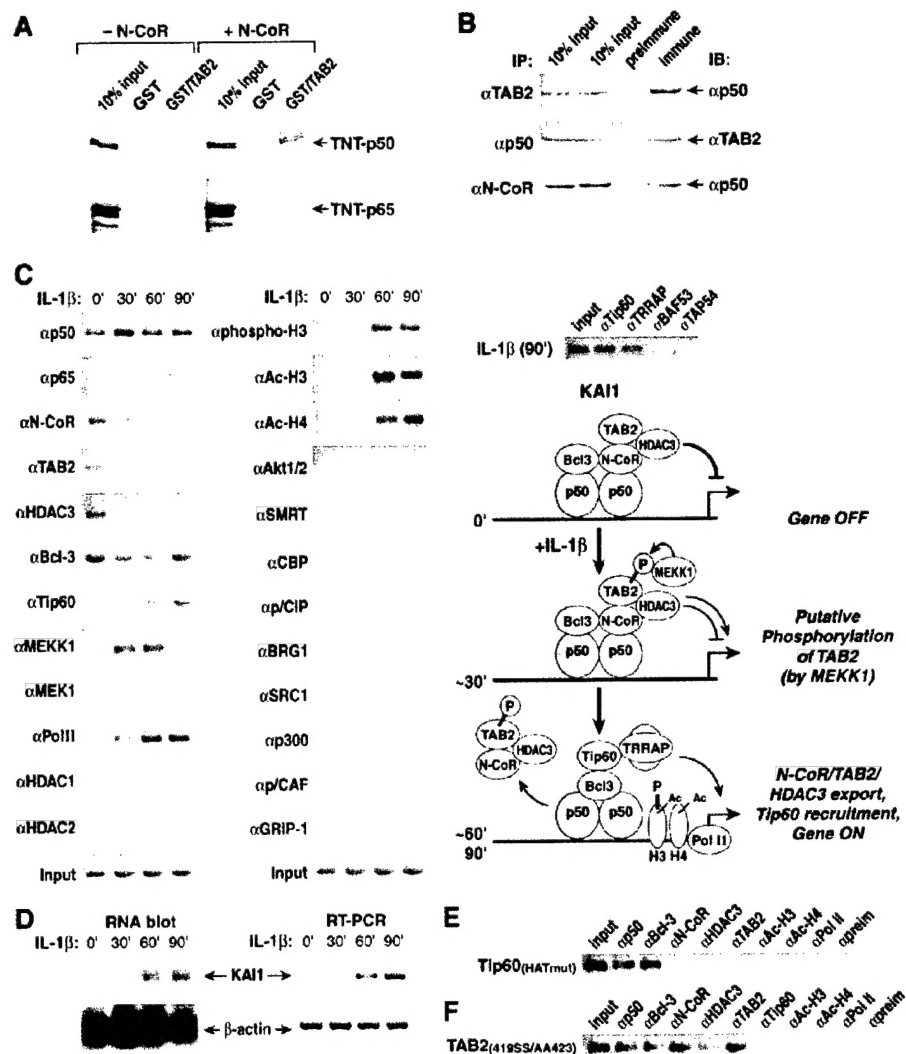 A
– N-CoR
+ N-CoR
10% input
GST
GST/TAB2
10% input
GST
GST/TAB2
TNT-p50
TNT-p65
B
IP:
10% input
10% input
preimmune
immune
IB:
αTAB2
αp50
αp50
αTAB2
αN-CoR
αp50
C
IL-1β: 0' 30' 60' 90'
αp50
αp65
αN-CoR
αTAB2
αHDAC3
αBcl-3
αTip60
αMEKK1
αMEK1
αPolII
αHDAC1
αHDAC2
Input
IL-1β: 0' 30' 60' 90'
αphospho-H3
αAc-H3
αAc-H4
αAkt1/2
αSMRT
αCBP
αp/CIP
αBRG1
αSRC1
αp300
αp/CAF
αGRIP-1
Input
input
αTip60
αTRRAP
αBAF53
αTAP54
IL-1β (90')
KAI1
TAB2
HDAC3
Bcl3
N-CoR
p50
p50
0'
Gene OFF
+IL-1β
P
MEKK1
TAB2
HDAC3
Bcl3
N-CoR
p50
p50
~30'
Putative
Phosphorylation
of TAB2
(by MEKK1)
P
TAB2
HDAC3
N-CoR
Tip60
TRRAP
Bcl3
p50
p50
P
Ac
Ac
H3
H4
Pol II
~60'
90'
N-CoR/TAB2/
HDAC3 export,
Tip60 recruitment,
Gene ON
D
RNA blot
RT-PCR
IL-1β: 0' 30' 60' 90'
IL-1β: 0' 30' 60' 90'
KAI1
β-actin
E
input
αp50
αBcl-3
αN-CoR
αHDAC3
αTAB2
αAc-H3
αAc-H4
αPol II
αpreim
Tip60(HATmut)
F
input
αp50
αBcl-3
αN-CoR
αHDAC3
αTAB2
αTip60
αAc-H3
αAc-H4
αPol II
αpreim
TAB2(419SS/AA423)